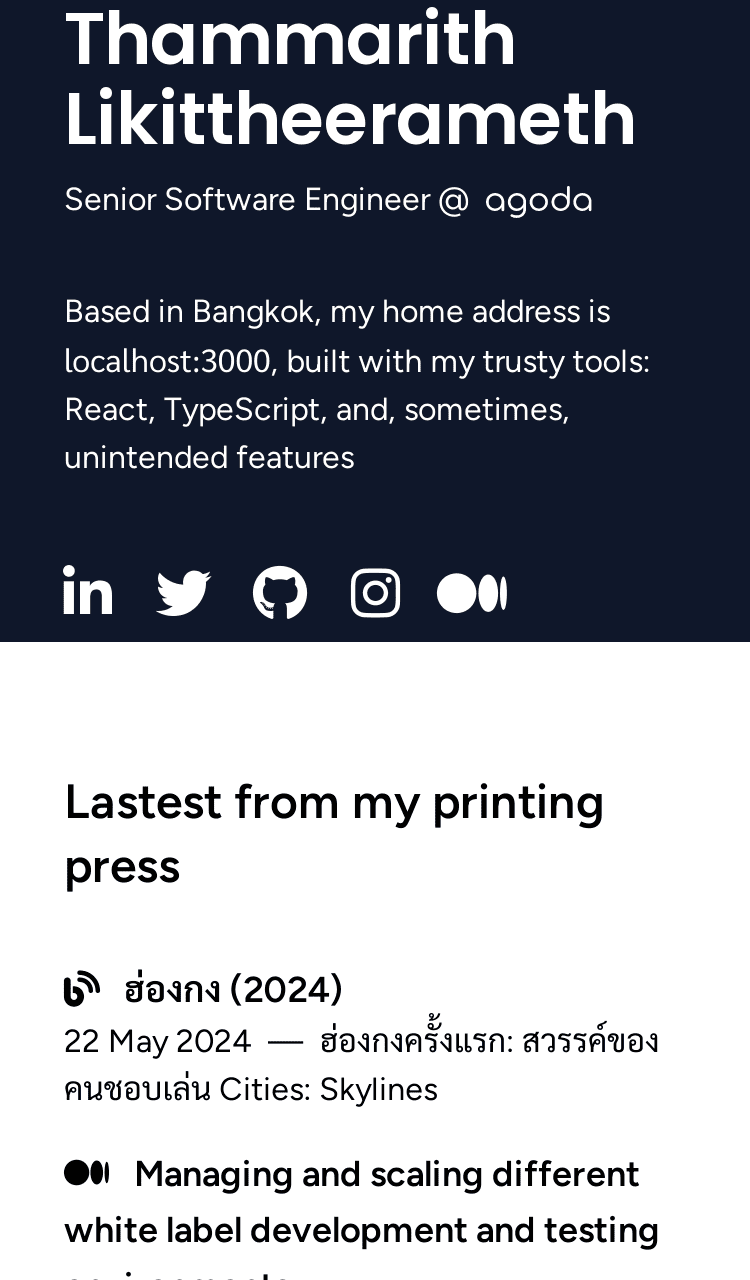 Thammarith
Likittheerameth
Senior Software Engineer @ agoda
Based in Bangkok, my home address is
localhost:3000, built with my trusty tools:
React, TypeScript, and, sometimes,
unintended features
Lastest from my printing
press
ฮ่องกง (2024)
22 May 2024 — ฮ่องกงครั้งแรก: สวรรค์ของ
คนชอบเล่น Cities: Skylines
Managing and scaling different
white label development and testing